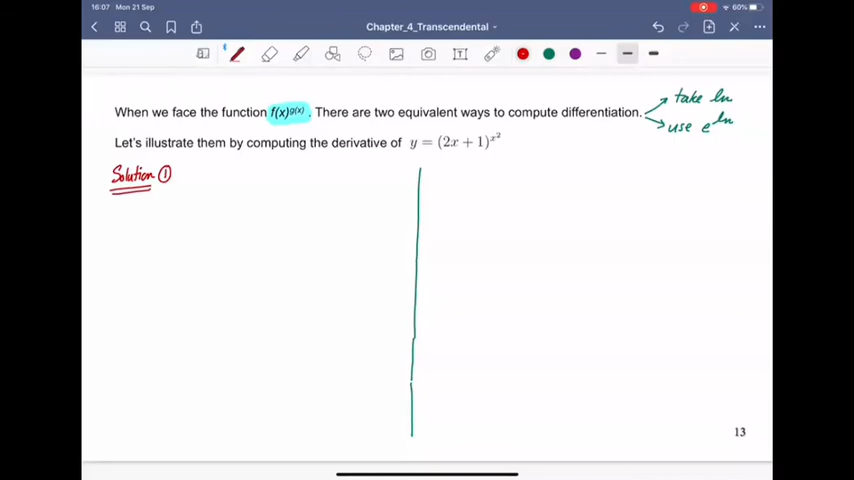 16:07 Mon 21 Sep
60%
Chapter_4_Transcendental
When we face the function f(x)^g(x). There are two equivalent ways to compute differentiation.
take ln
use e^ln
Let's illustrate them by computing the derivative of y = (2x + 1)^x²
Solution ①
13